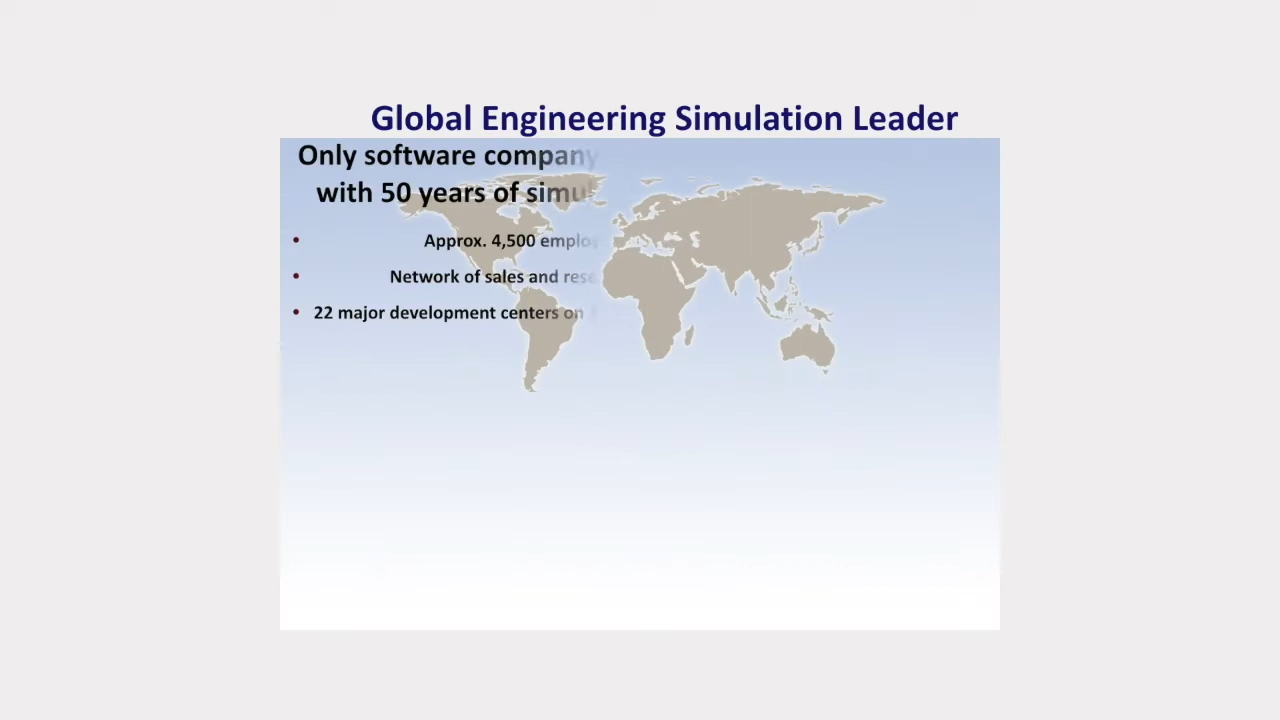 Global Engineering Simulation Leader
Only software company
with 50 years of
• Approx. 4,500
• Network of sales and
• 22 major development centers on